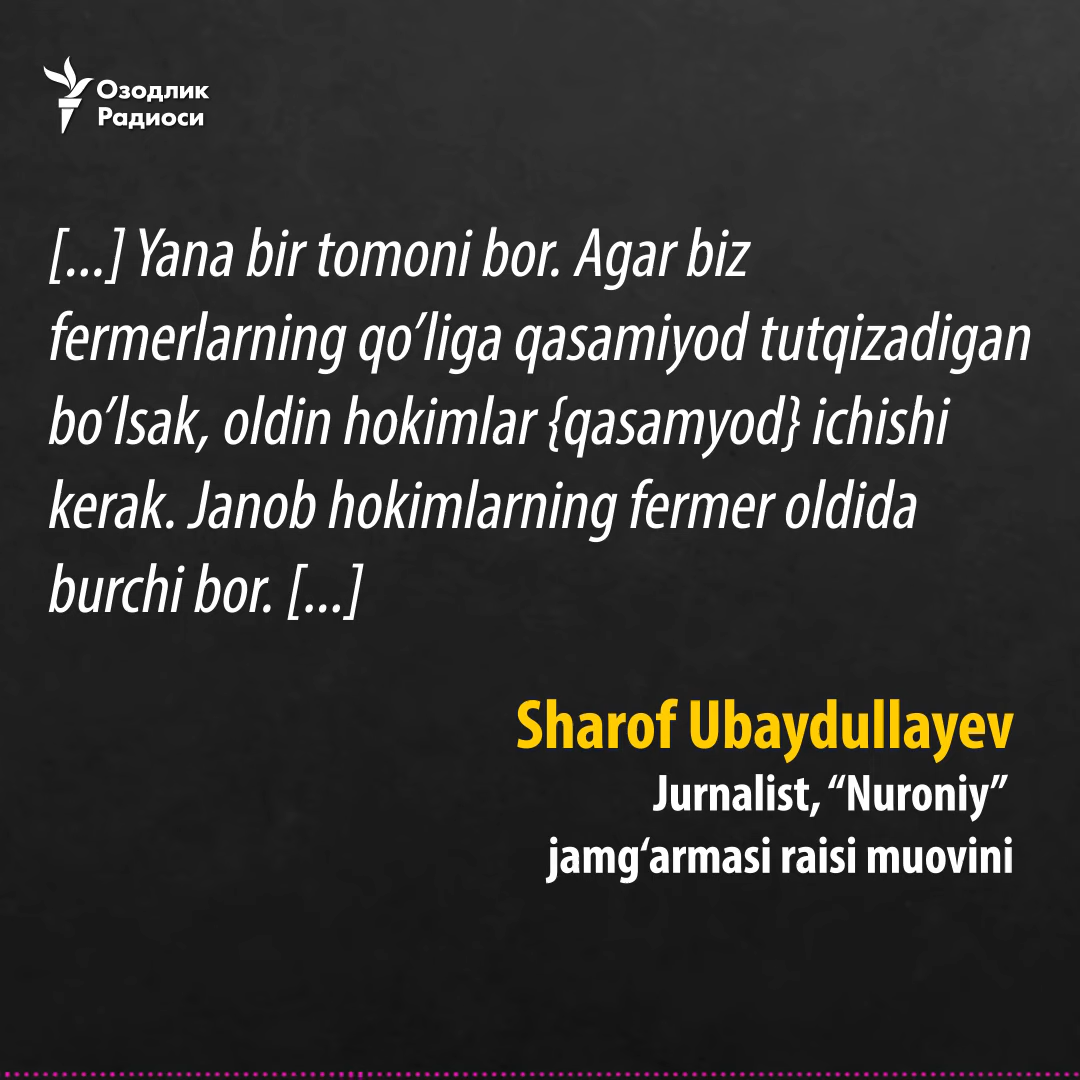 Озодлик
Радиоси
[...] Yana bir tomoni bor. Agar biz
fermerlarning qo’liga qasamiyod tutqizadigan
bo’lsak, oldin hokimlar {qasamyod} ichishi
kerak. Janob hokimlarning fermer oldida
burchi bor. [...]
Sharof Ubaydullayev
Jurnalist, “Nuroniy”
jamg‘armasi raisi muovini